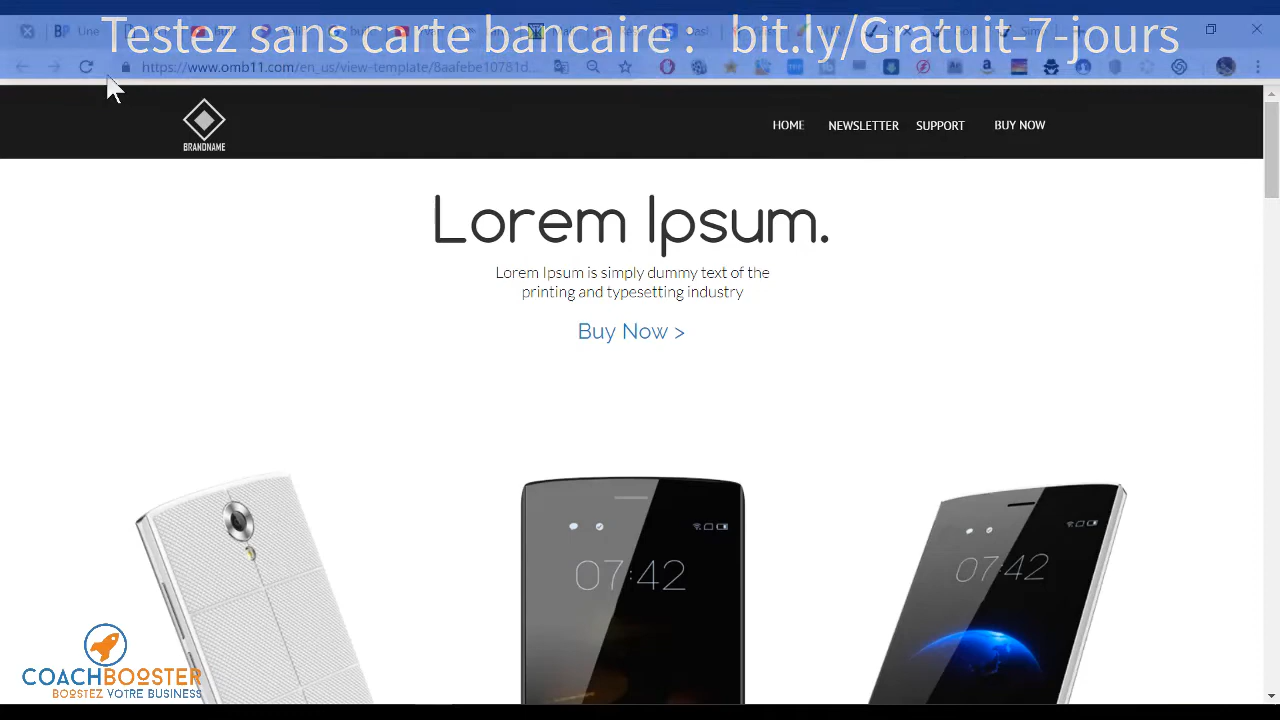 Testez sans carte bancaire : bit.ly/Gratuit-7-jours
https://www.omb11.com/en_us/view-template/8aafebe10781d...
BRANDNAME
HOME NEWSLETTER SUPPORT BUY NOW
Lorem Ipsum.
Lorem Ipsum is simply dummy text of the
printing and typesetting industry
Buy Now >
07:42
07:42
COACHBOOSTER
BOOSTEZ VOTRE BUSINESS